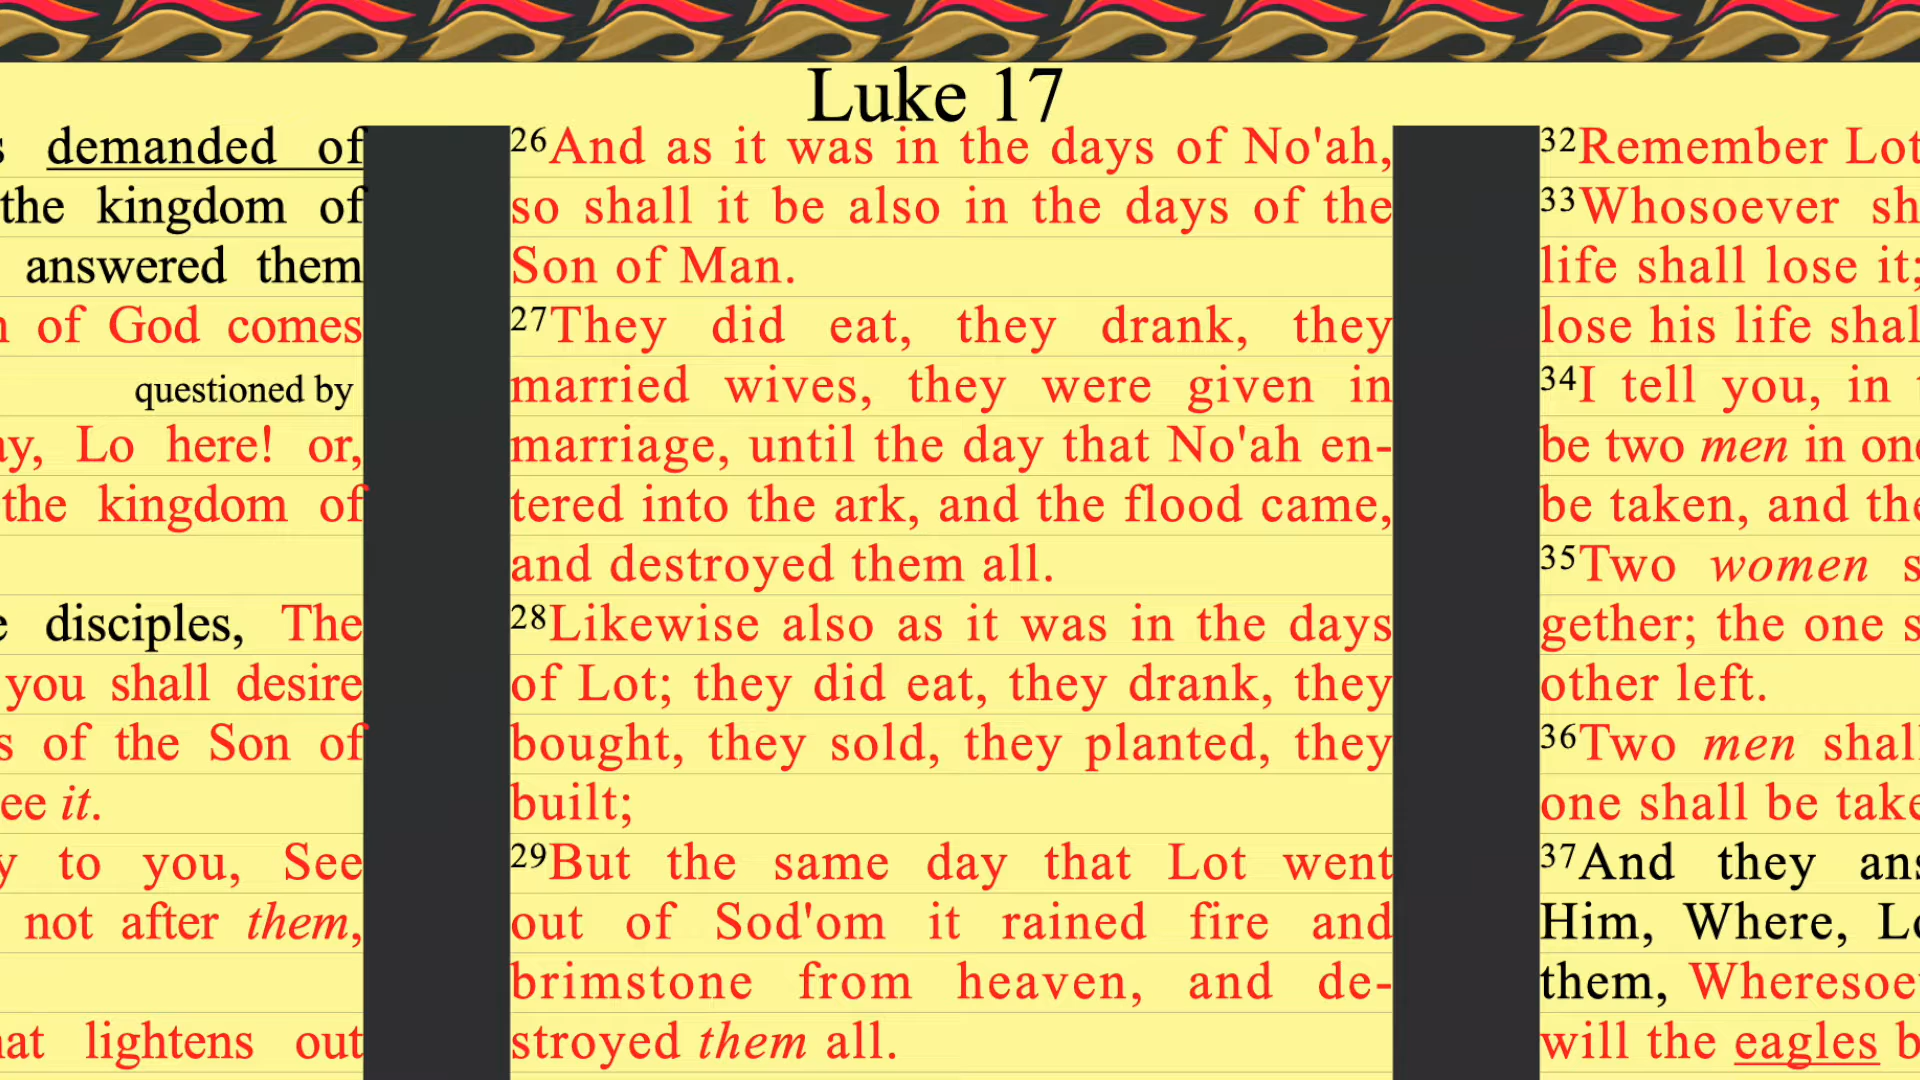 Luke 17
demanded of
the kingdom of
answered them
of God comes
questioned by
Lo here! or,
the kingdom of
disciples, The
you shall desire
of the Son of
it.
to you, See
not after them,
lightens out
26And as it was in the days of No'ah,
so shall it be also in the days of the
Son of Man.
27They did eat, they drank, they
married wives, they were given in
marriage, until the day that No'ah en-
tered into the ark, and the flood came,
and destroyed them all.
28Likewise also as it was in the days
of Lot; they did eat, they drank, they
bought, they sold, they planted, they
built;
29But the same day that Lot went
out of Sod'om it rained fire and
brimstone from heaven, and de-
stroyed them all.
32Remember Lot
33Whosoever
life shall lose it;
lose his life
34I tell you, in
be two men in
be taken, and
35Two women
gether; the one
other left.
36Two men
one shall be
37And they
Him, Where,
them,
will the eagles